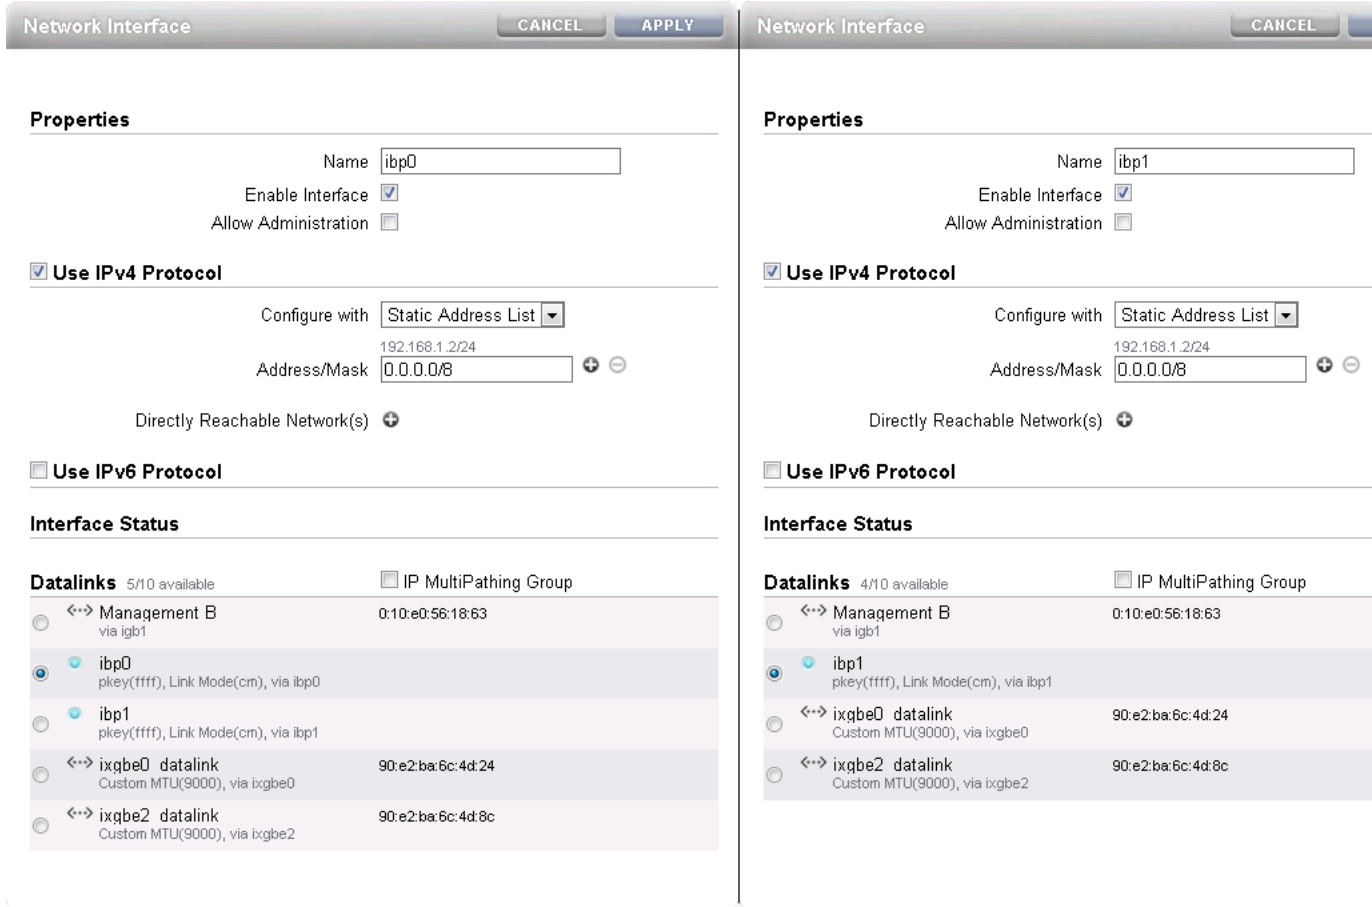 Network Interface
CANCEL
APPLY
Properties
Name ibp0
Enable Interface
Allow Administration
Use IPv4 Protocol
Configure with Static Address List
192.168.1.2/24
Address/Mask 0.0.0.0/8
Directly Reachable Network(s)
Use IPv6 Protocol
Interface Status
Datalinks 5/10 available IP MultiPathing Group
Management B 0:10:e0:56:18:63
via igb1
ibp0
pkey(ffff), Link Mode(cm), via ibp0
ibp1
pkey(ffff), Link Mode(cm), via ibp1
ixgbe0_datalink 90:e2:ba:6c:4d:24
Custom MTU(9000), via ixgbe0
ixgbe2_datalink 90:e2:ba:6c:4d:8c
Custom MTU(9000), via ixgbe2
Network Interface
CANCEL
Properties
Name ibp1
Enable Interface
Allow Administration
Use IPv4 Protocol
Configure with Static Address List
192.168.1.2/24
Address/Mask 0.0.0.0/8
Directly Reachable Network(s)
Use IPv6 Protocol
Interface Status
Datalinks 4/10 available IP MultiPathing Group
Management B 0:10:e0:56:18:63
via igb1
ibp1
pkey(ffff), Link Mode(cm), via ibp1
ixgbe0_datalink 90:e2:ba:6c:4d:24
Custom MTU(9000), via ixgbe0
ixgbe2_datalink 90:e2:ba:6c:4d:8c
Custom MTU(9000), via ixgbe2